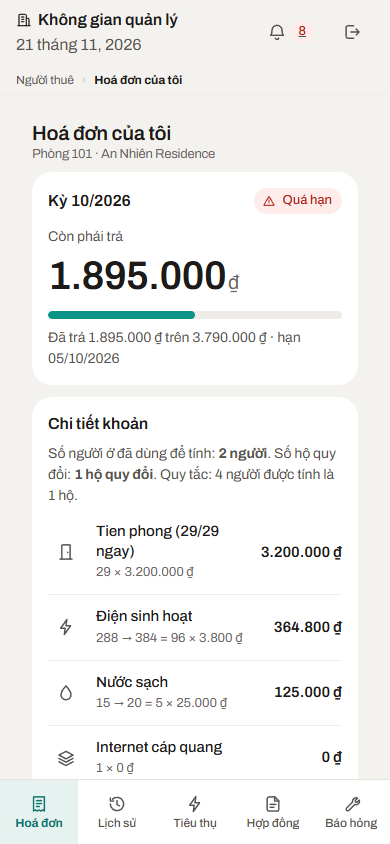 Không gian quản lý
21 tháng 11, 2026
8
Người thuê › Hoá đơn của tôi
Hoá đơn của tôi
Phòng 101 · An Nhiên Residence
Kỳ 10/2026
Quá hạn
Còn phải trả
1.895.000₫
Đã trả 1.895.000 ₫ trên 3.790.000 ₫ · hạn
05/10/2026
Chi tiết khoản
Số người ở đã dùng để tính: 2 người. Số hộ quy
đổi: 1 hộ quy đổi. Quy tắc: 4 người được tính là
1 hộ.
Tien phong (29/29
ngay)
3.200.000 ₫
29 × 3.200.000 ₫
Điện sinh hoạt
364.800 ₫
288 → 384 = 96 × 3.800 ₫
Nước sạch
125.000 ₫
15 → 20 = 5 × 25.000 ₫
Internet cáp quang
0 ₫
1 × 0 ₫
Hoá đơn
Lịch sử
Tiêu thụ
Hợp đồng
Báo hỏng